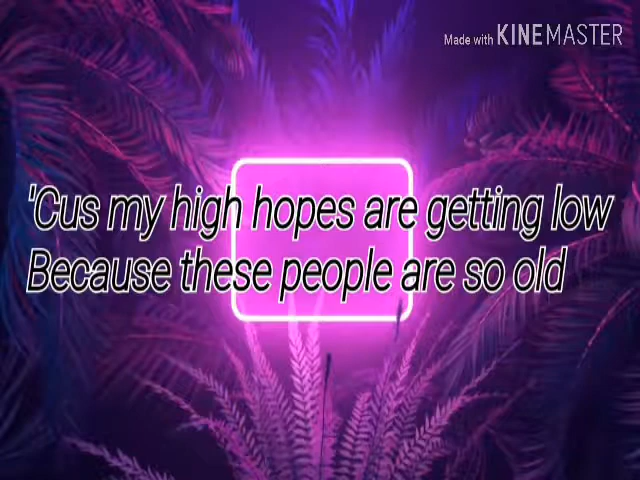 Made with KINEMASTER
'Cus my high hopes are getting low
Because these people are so old